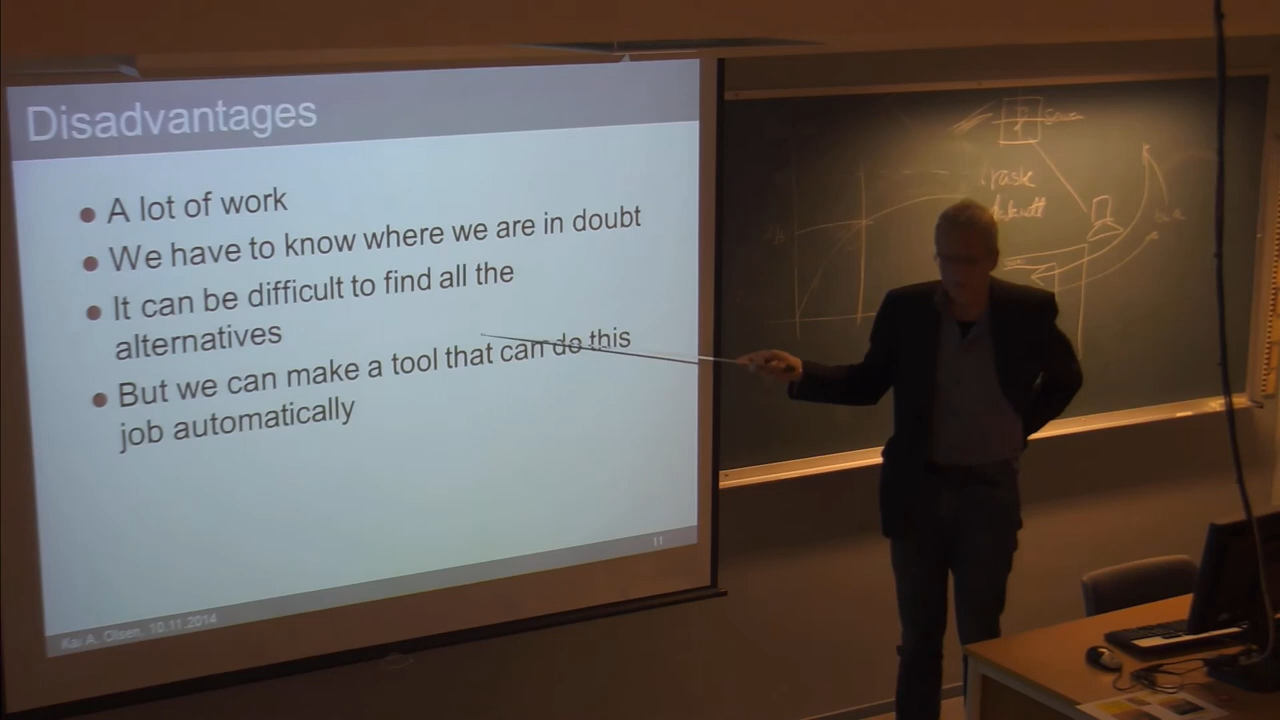 Disadvantages
A lot of work
We have to know where we are in doubt
It can be difficult to find all the
alternatives
But we can make a tool that can do this
job automatically
11
Kai A. Olsen, 10.11.2014
rask